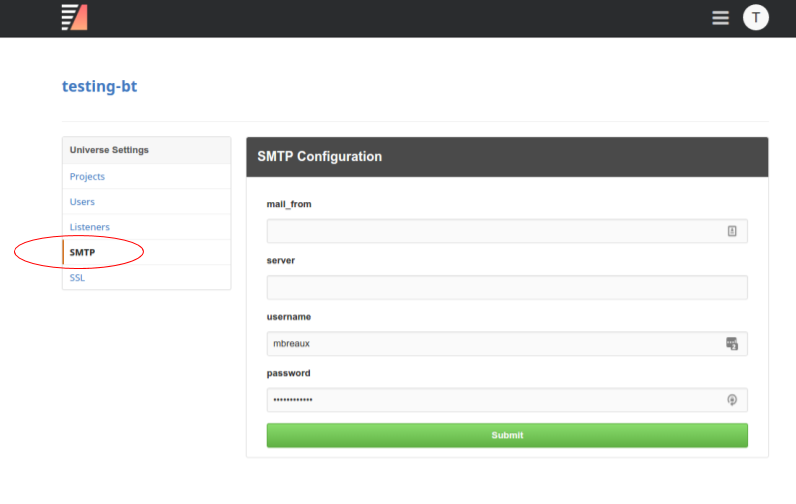 T
testing-bt
Universe Settings
Projects
Users
Listeners
SMTP
SSL
SMTP Configuration
mail_from
server
username
mbreaux
password
••••••••••••
Submit